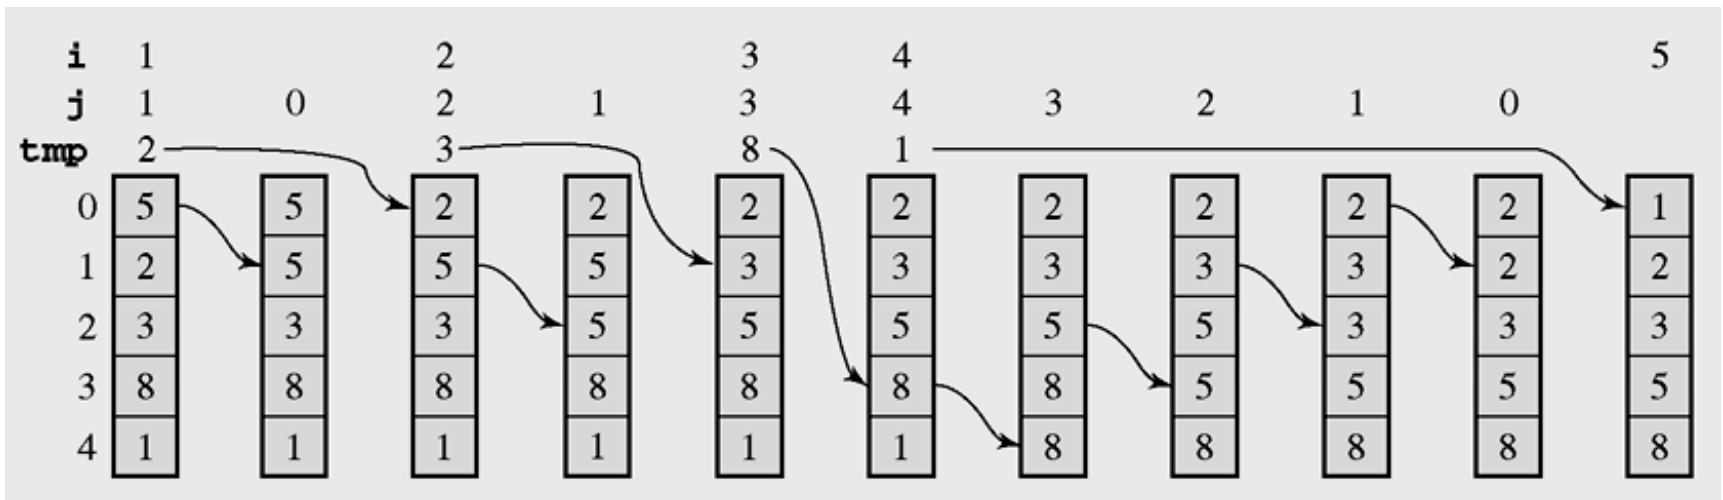 i 1 2 3 4 5
j 1 0 2 1 3 4 3 2 1 0
tmp 2 3 8 1
0 5 5 2 2 2 2 2 2 2 2 1
1 2 5 5 5 3 3 3 3 3 2 2
2 3 3 3 5 5 5 5 5 3 3 3
3 8 8 8 8 8 8 8 5 5 5 5
4 1 1 1 1 1 1 8 8 8 8 8